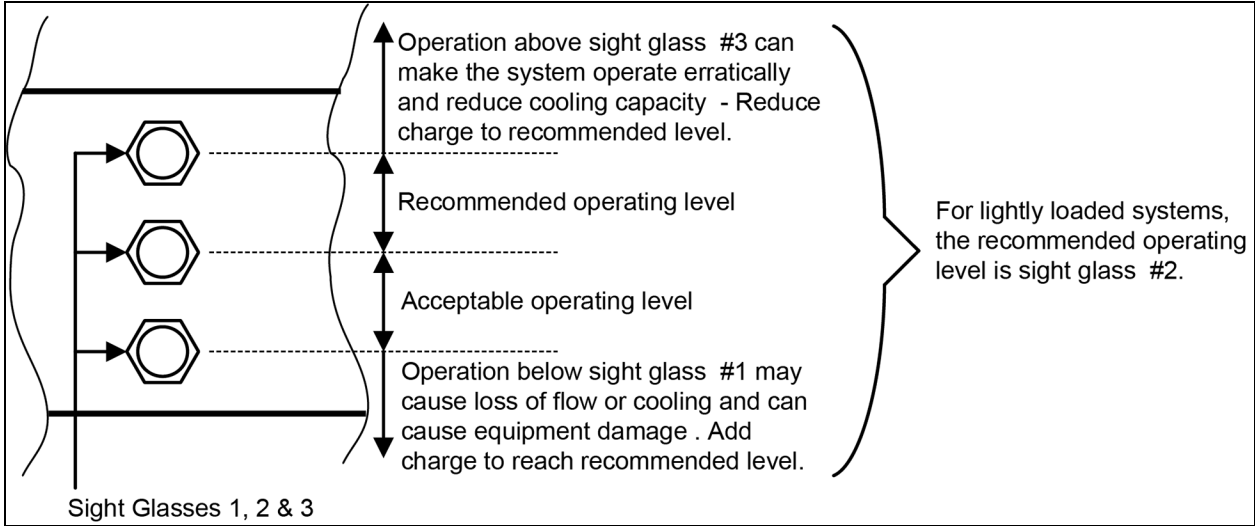 Operation above sight glass #3 can
make the system operate erratically
and reduce cooling capacity - Reduce
charge to recommended level.
Recommended operating level
Acceptable operating level
Operation below sight glass #1 may
cause loss of flow or cooling and can
cause equipment damage . Add
charge to reach recommended level.
For lightly loaded systems,
the recommended operating
level is sight glass #2.
Sight Glasses 1, 2 & 3